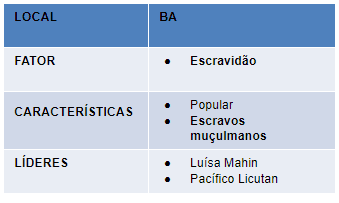 LOCAL BA
FATOR ● Escravidão
CARACTERÍSTICAS ● Popular
● Escravos
muçulmanos
LÍDERES ● Luísa Mahin
● Pacífico Licutan